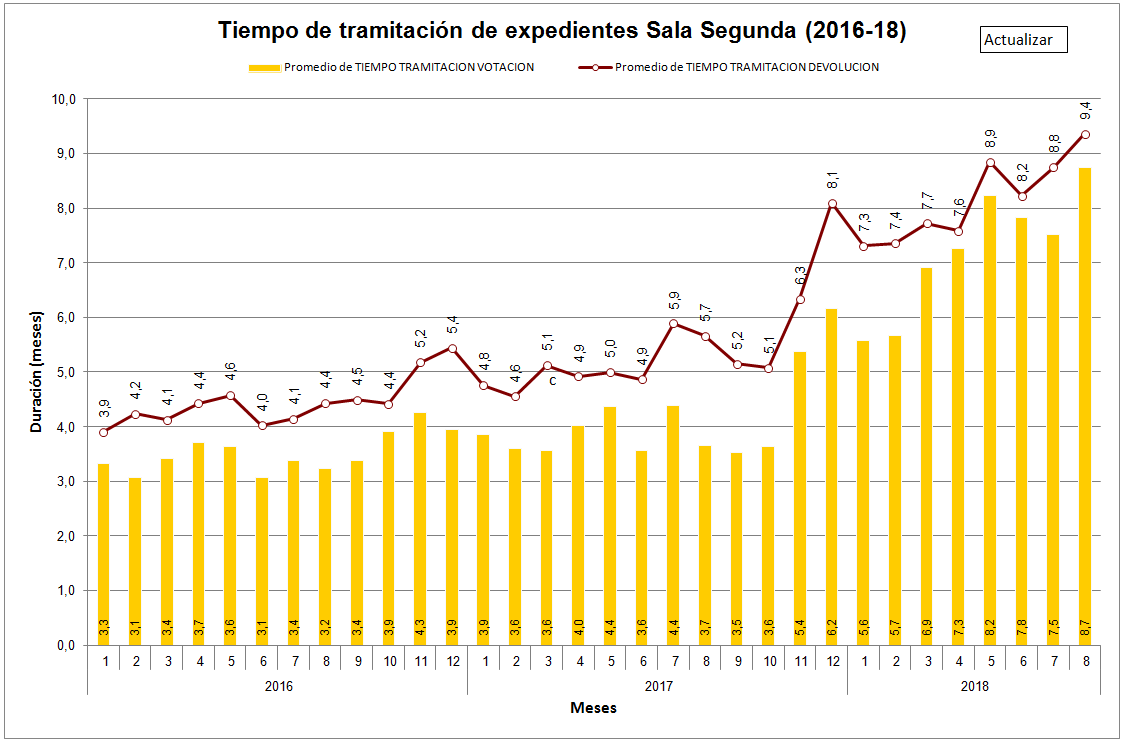 Tiempo de tramitación de expedientes Sala Segunda (2016-18)
Actualizar
Promedio de TIEMPO TRAMITACION VOTACION Promedio de TIEMPO TRAMITACION DEVOLUCION
10,0
9,0
8,0
7,0
6,0
5,0
4,0
3,0
2,0
1,0
0,0
Duración (meses)
3,9 4,2 4,1 4,4 4,6 4,0 4,1 4,4 4,5 4,4 5,2 5,4 4,8 4,6 5,1 4,9 5,0 4,9 5,9 5,7 5,2 5,1 6,3 8,1 7,3 7,4 7,7 7,6 8,9 8,2 8,8 9,4
c
3,3 3,1 3,4 3,7 3,6 3,1 3,4 3,2 3,4 3,9 4,3 3,9 3,9 3,6 3,6 4,0 4,4 3,6 4,4 3,7 3,5 3,6 5,4 6,2 5,6 5,7 6,9 7,3 8,2 7,8 7,5 8,7
1 2 3 4 5 6 7 8 9 10 11 12 1 2 3 4 5 6 7 8 9 10 11 12 1 2 3 4 5 6 7 8
2016 2017 2018
Meses